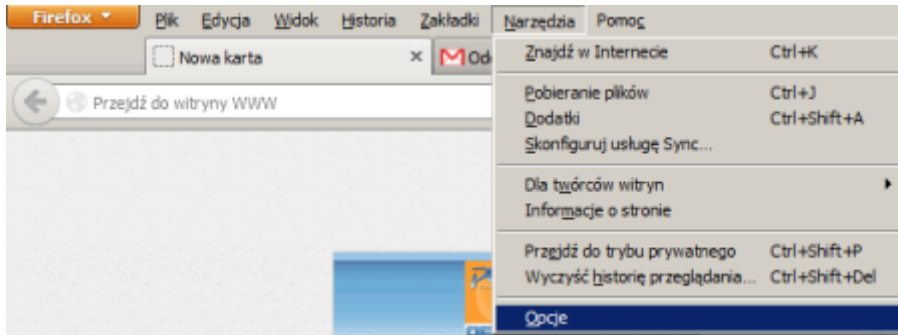 Firefox
Plik Edycja Widok Historia Zakładki Narzędzia Pomoc
Nowa karta
Przejdź do witryny WWW
Znajdź w Internecie Ctrl+K
Pobieranie plików Ctrl+J
Dodatki Ctrl+Shift+A
Skonfiguruj usługę Sync...
Dla twórców witryn
Informacje o stronie
Przejdź do trybu prywatnego Ctrl+Shift+P
Wyczyść historię przeglądania... Ctrl+Shift+Del
Opcje